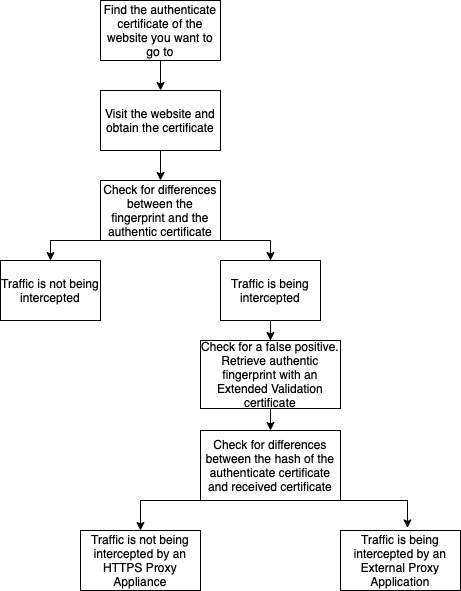 Find the authenticate
certificate of the
website you want to
go to
Visit the website and
obtain the certificate
Check for differences
between the
fingerprint and the
authentic certificate
Traffic is not being
intercepted
Traffic is being
intercepted
Check for a false positive.
Retrieve authentic
fingerprint with an
Extended Validation
certificate
Check for differences
between the hash of the
authenticate certificate
and received certificate
Traffic is not being
intercepted by an
HTTPS Proxy
Appliance
Traffic is being
intercepted by an
External Proxy
Application